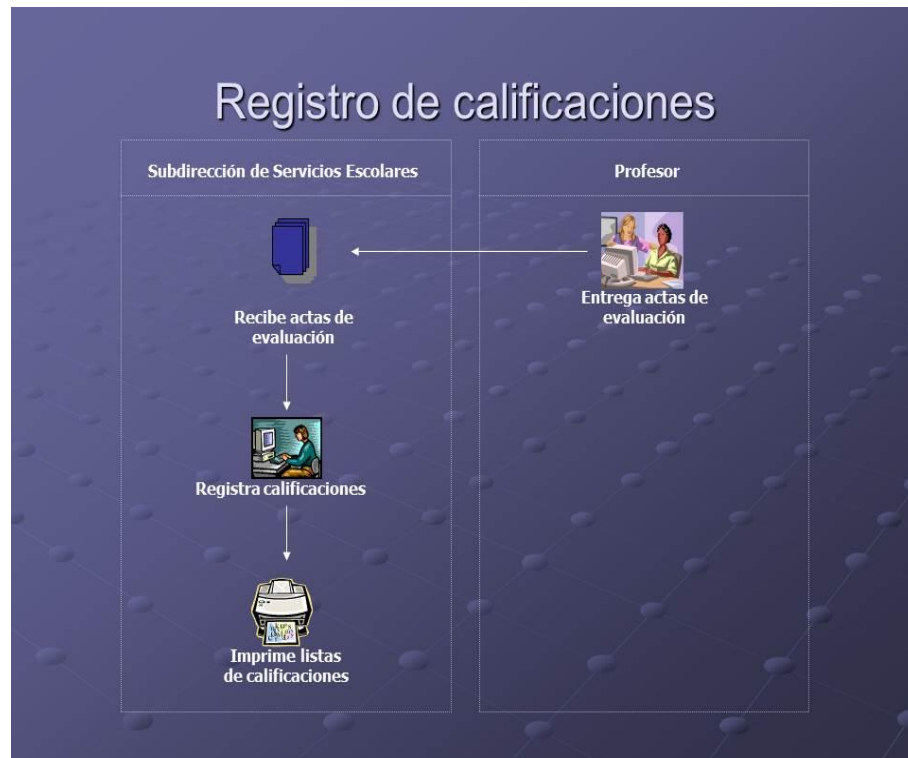 Registro de calificaciones
Subdirección de Servicios Escolares
Profesor
Entrega actas de
evaluación
Recibe actas de
evaluación
Registra calificaciones
Imprime listas
de calificaciones